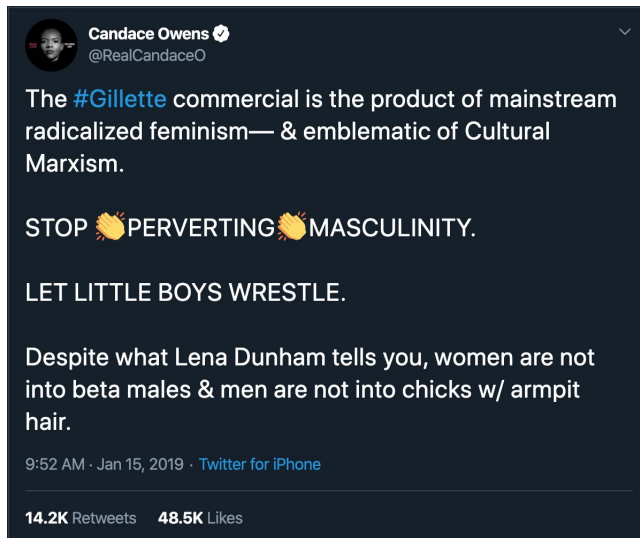 Candace Owens
@RealCandaceO
The #Gillette commercial is the product of mainstream
radicalized feminism— & emblematic of Cultural
Marxism.
STOP 👏PERVERTING👏MASCULINITY.
LET LITTLE BOYS WRESTLE.
Despite what Lena Dunham tells you, women are not
into beta males & men are not into chicks w/ armpit
hair.
9:52 AM · Jan 15, 2019 · Twitter for iPhone
14.2K Retweets 48.5K Likes